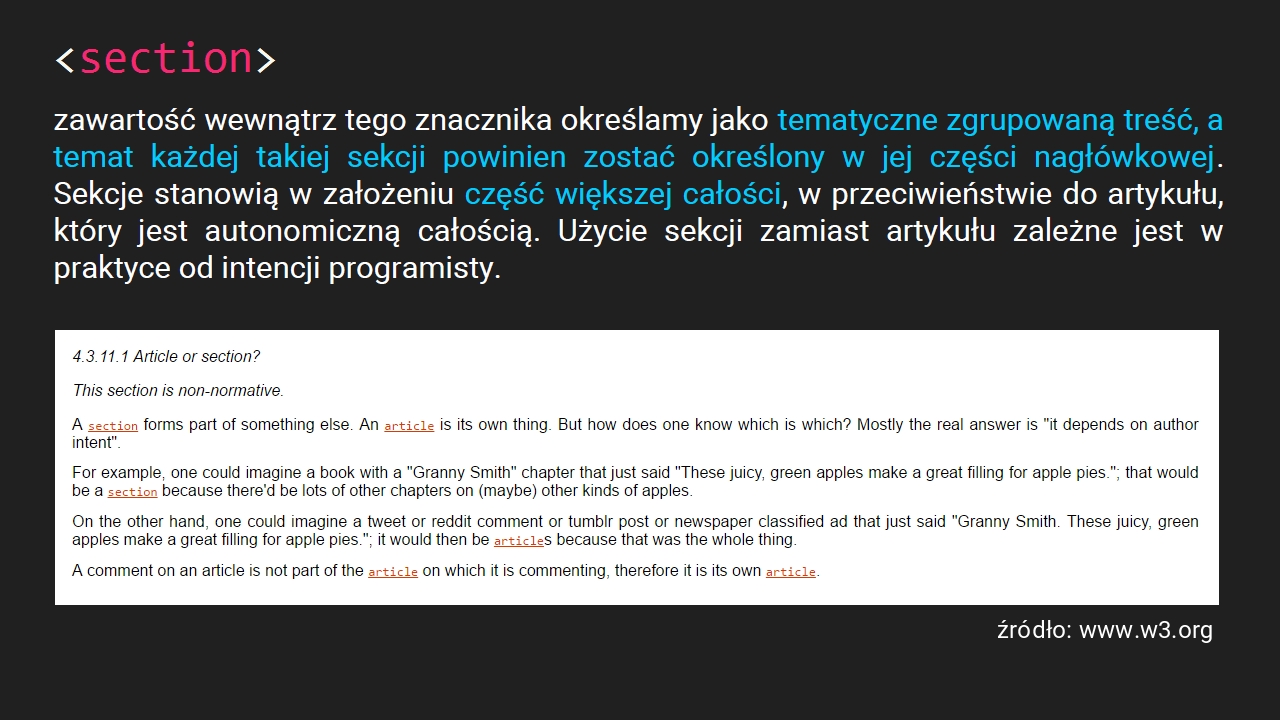 <section>
zawartość wewnątrz tego znacznika określamy jako tematyczne zgrupowaną treść, a
temat każdej takiej sekcji powinien zostać określony w jej części nagłówkowej.
Sekcje stanowią w założeniu część większej całości, w przeciwieństwie do artykułu,
który jest autonomiczną całością. Użycie sekcji zamiast artykułu zależne jest w
praktyce od intencji programisty.
4.3.11.1 Article or section?
This section is non-normative.
A section forms part of something else. An article is its own thing. But how does one know which is which? Mostly the real answer is "it depends on author
intent".
For example, one could imagine a book with a "Granny Smith" chapter that just said "These juicy, green apples make a great filling for apple pies."; that would
be a section because there'd be lots of other chapters on (maybe) other kinds of apples.
On the other hand, one could imagine a tweet or reddit comment or tumblr post or newspaper classified ad that just said "Granny Smith. These juicy, green
apples make a great filling for apple pies."; it would then be articles because that was the whole thing.
A comment on an article is not part of the article on which it is commenting, therefore it is its own article.
źródło: www.w3.org